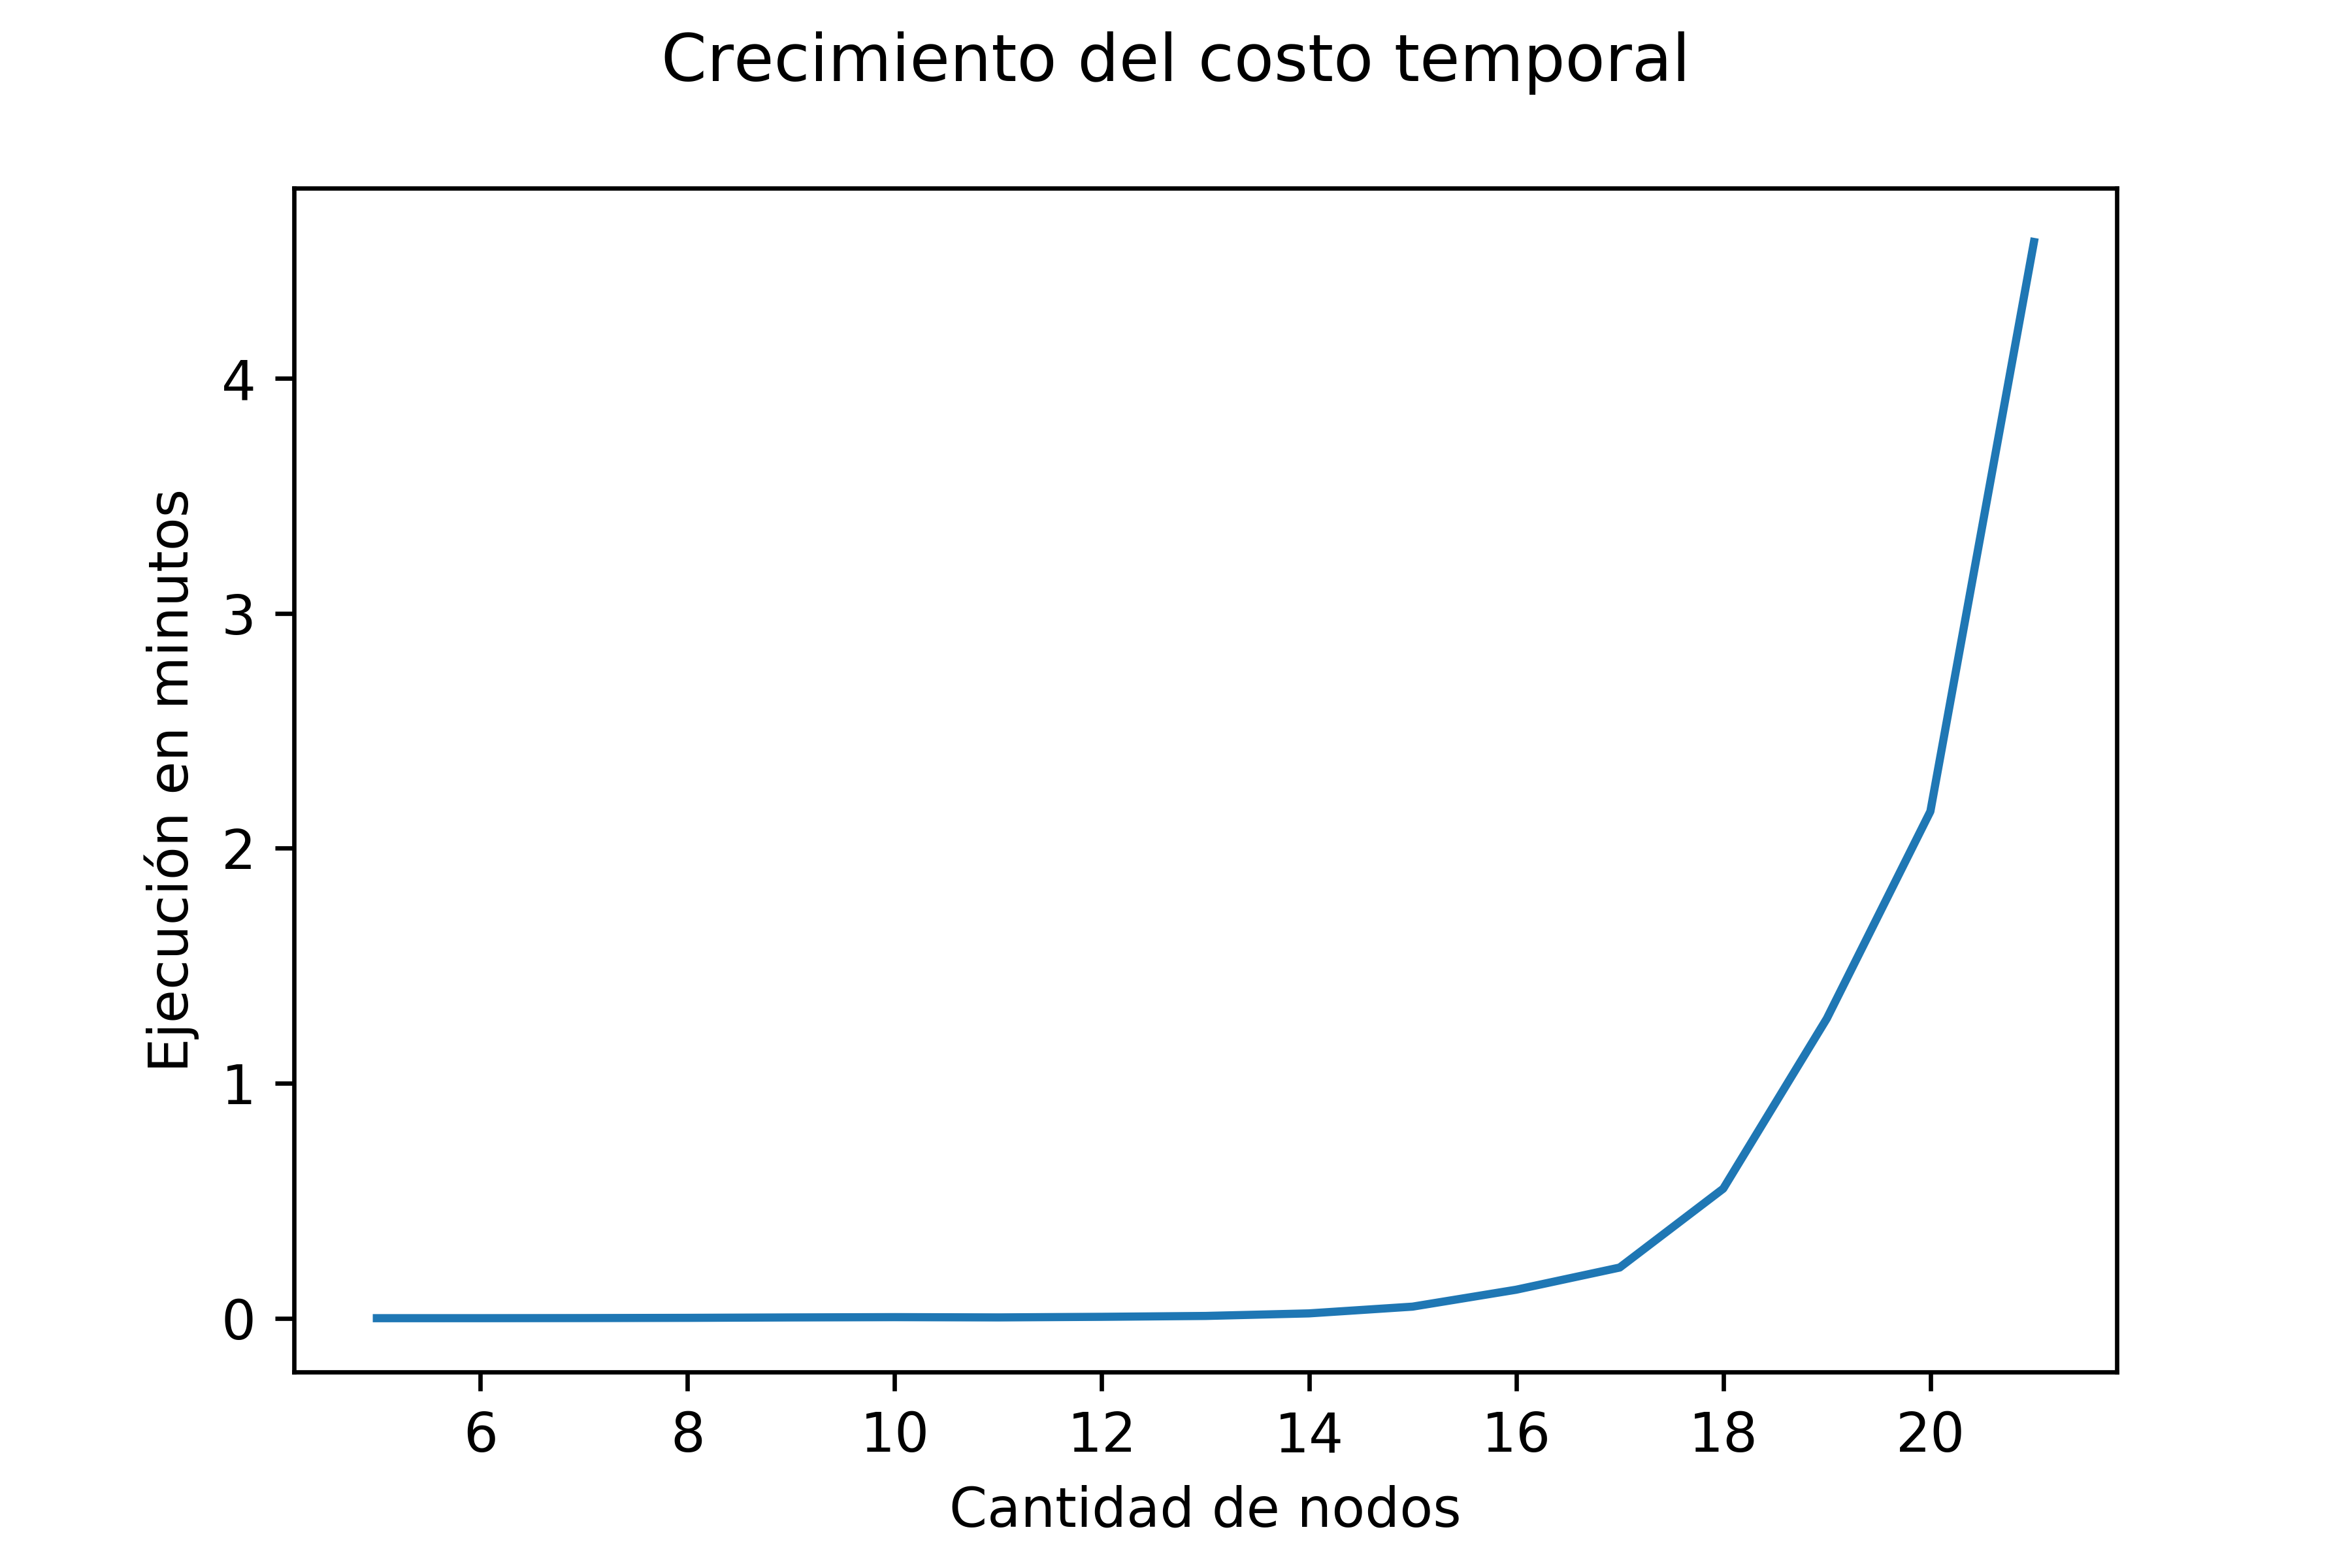 Crecimiento del costo temporal
Ejecución en minutos
4
3
2
1
0
6 8 10 12 14 16 18 20
Cantidad de nodos